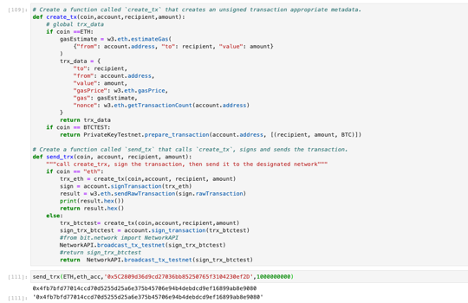 [109]: # Create a function called `create_tx` that creates an unsigned transaction appropriate metadata.
def create_tx(coin,account,recipient,amount):
# global trx_data
if coin ==ETH:
gasEstimate = w3.eth.estimateGas(
{"from": account.address, "to": recipient, "value": amount}
)
trx_data = {
"to": recipient,
"from": account.address,
"value": amount,
"gasPrice": w3.eth.gasPrice,
"gas": gasEstimate,
"nonce": w3.eth.getTransactionCount(account.address)
}
return trx_data
if coin == BTCTEST:
return PrivateKeyTestnet.prepare_transaction(account.address, [(recipient, amount, BTC)])
# Create a function called `send_tx` that calls `create_tx`, signs and sends the transaction.
def send_trx(coin, account, recipient, amount):
"""call create_trx, sign the transaction, then send it to the designated network"""
if coin == "eth":
trx_eth = create_tx(coin,account,recipient,amount)
sign = account.signTransaction(trx_eth)
result = w3.eth.sendRawTransaction(sign.rawTransaction)
print(result.hex())
return result.hex()
else:
trx_btctest= create_tx(coin,account,recipient,amount)
sign_trx_btctest = account.sign_transaction(trx_btctest)
#from bit.network import NetworkAPI
NetworkAPI.broadcast_tx_testnet(sign_trx_btctest)
#return sign_trx_btctest
return NetworkAPI.broadcast_tx_testnet(sign_trx_btctest)
[111]: send_trx(ETH,eth_acc,